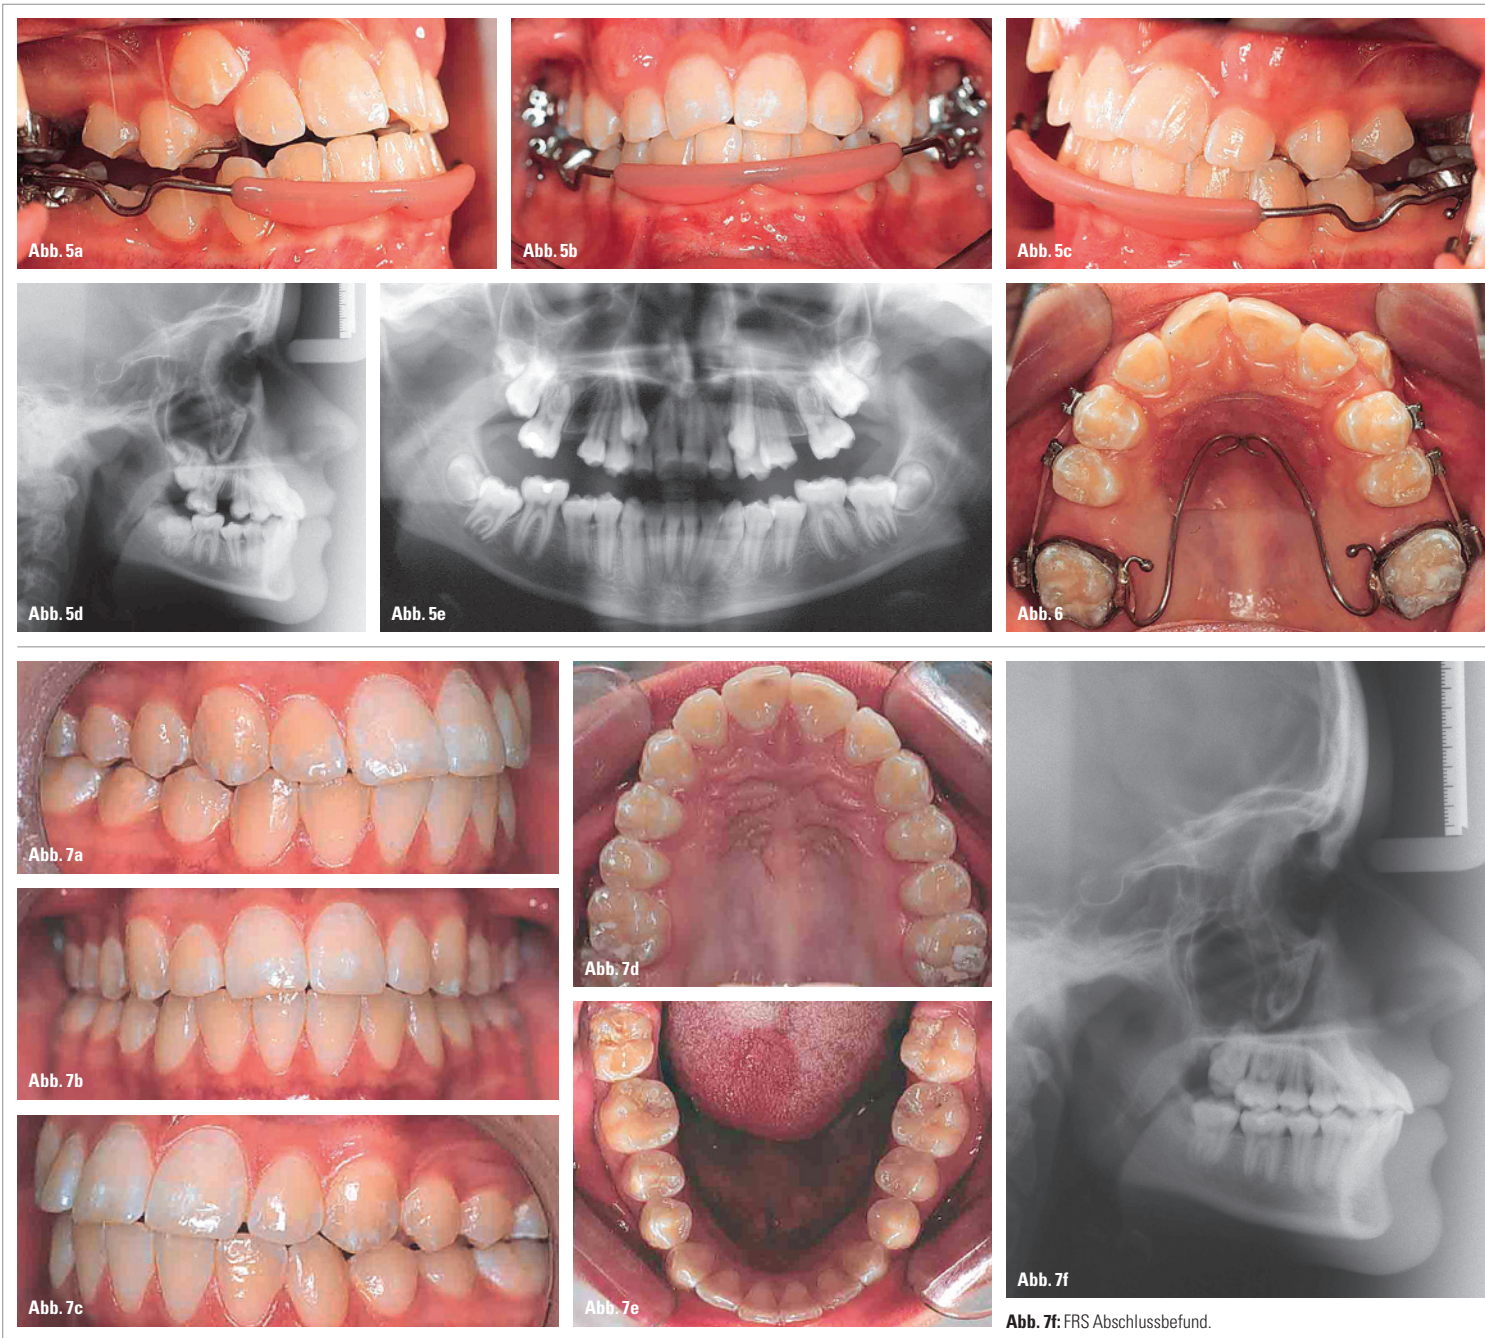 Abb. 5a
Abb. 5b
Abb. 5c
Abb. 5d
Abb. 5e
Abb. 6
Abb. 7a
Abb. 7b
Abb. 7c
Abb. 7d
Abb. 7e
Abb. 7f
Abb. 7f: FRS Abschlussbefund.